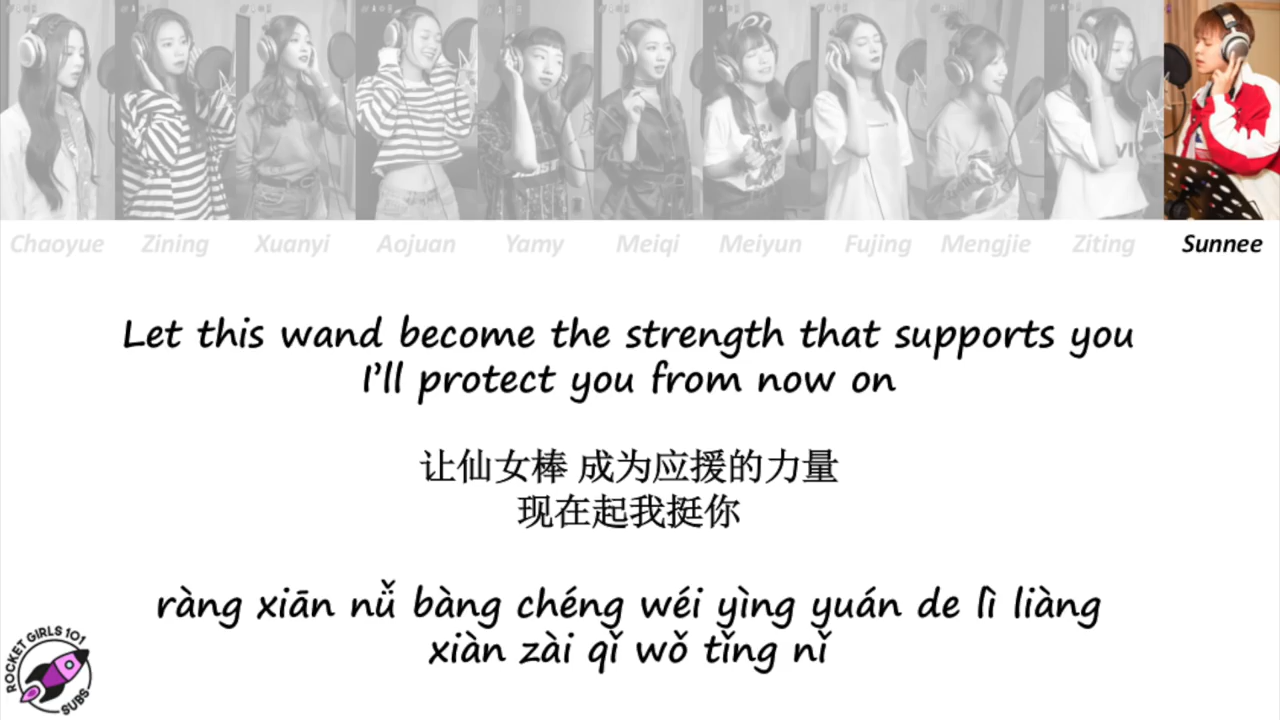 Chaoyue Zining Xuanyi Aojuan Yamy Meiqi Meiyun Fujing Mengjie Ziting Sunnee
Let this wand become the strength that supports you
I'll protect you from now on
让仙女棒 成为应援的力量
现在起我挺你
ràng xiān nǚ bàng chéng wéi yìng yuán de lì liàng
xiàn zài qǐ wǒ tǐng nǐ
ROCKET GIRLS 101
SUBS